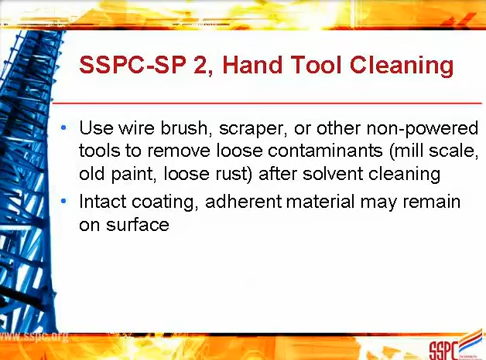 SSPC-SP 2, Hand Tool Cleaning
• Use wire brush, scraper, or other non-powered
tools to remove loose contaminants (mill scale,
old paint, loose rust) after solvent cleaning
• Intact coating, adherent material may remain
on surface
www.sspc.org
SSPC